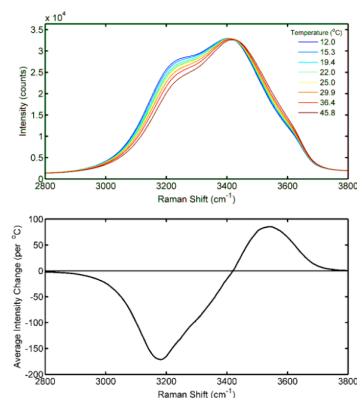 x 10⁴
3.5
3.0
2.5
2.0
1.5
1.0
0.5
0
Intensity (counts)
Temperature (°C)
12.0
15.3
19.4
22.0
25.0
29.9
36.4
45.8
2800 3000 3200 3400 3600 3800
Raman Shift (cm⁻¹)
100
50
0
-50
-100
-150
-200
Average Intensity Change (per °C)
2800 3000 3200 3400 3600 3800
Raman Shift (cm⁻¹)